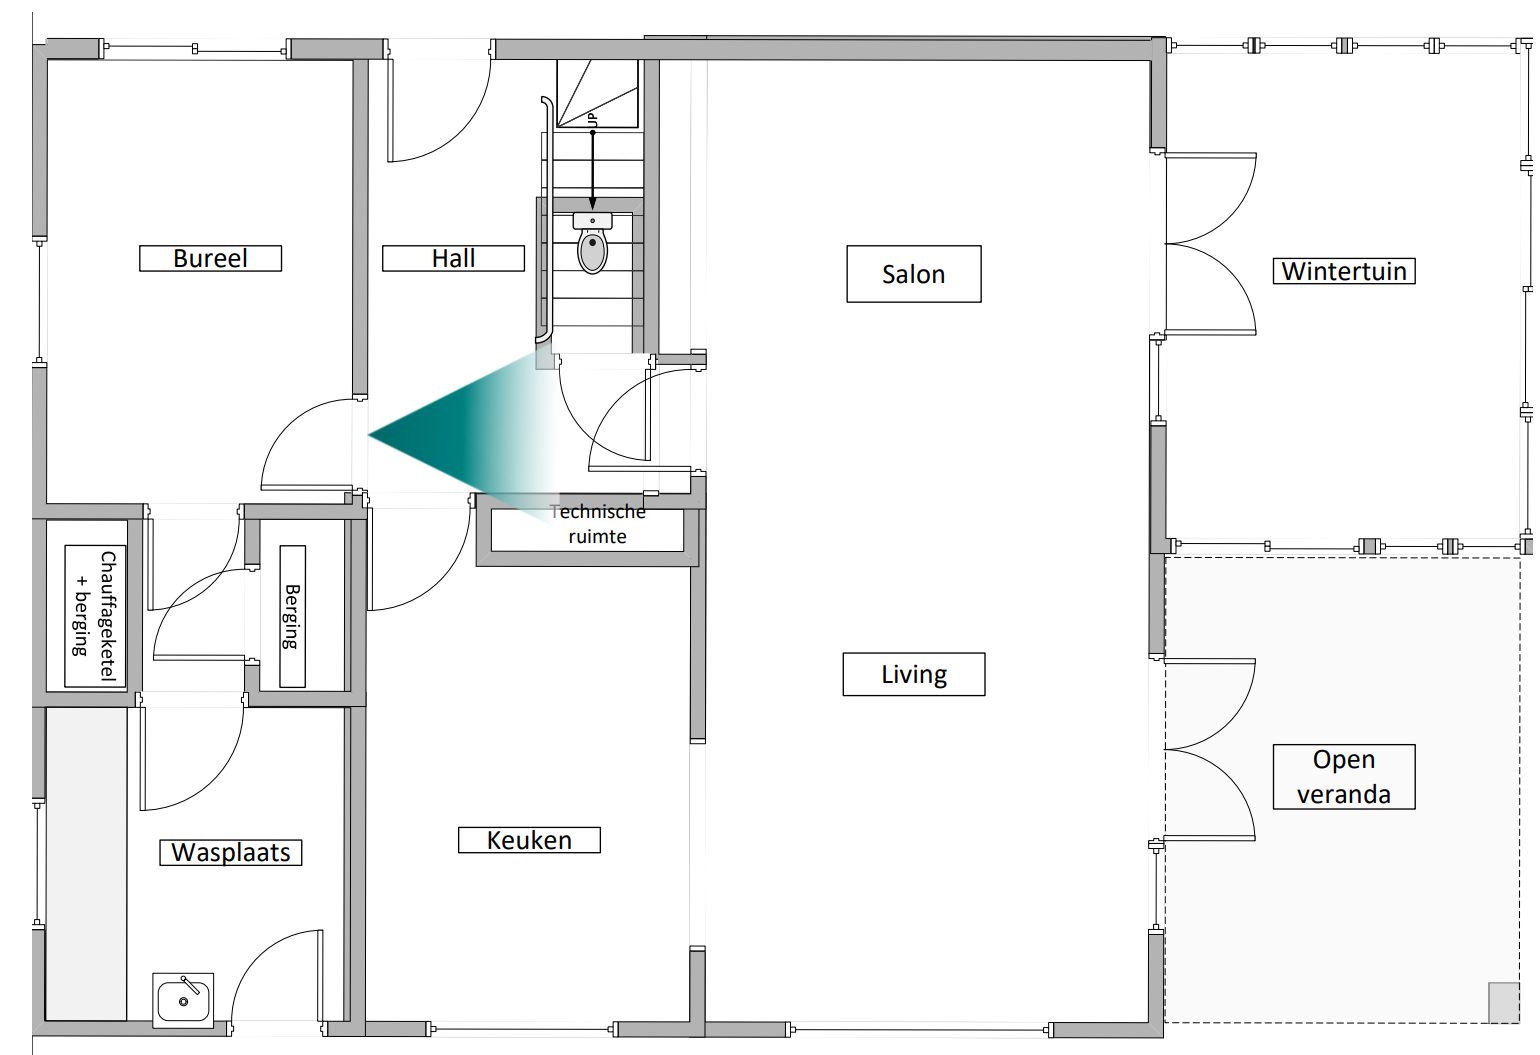 UP
Bureel
Hall
Salon
Wintertuin
Technische
ruimte
Chauffageketel
+ berging
Berging
Living
Open
veranda
Keuken
Wasplaats